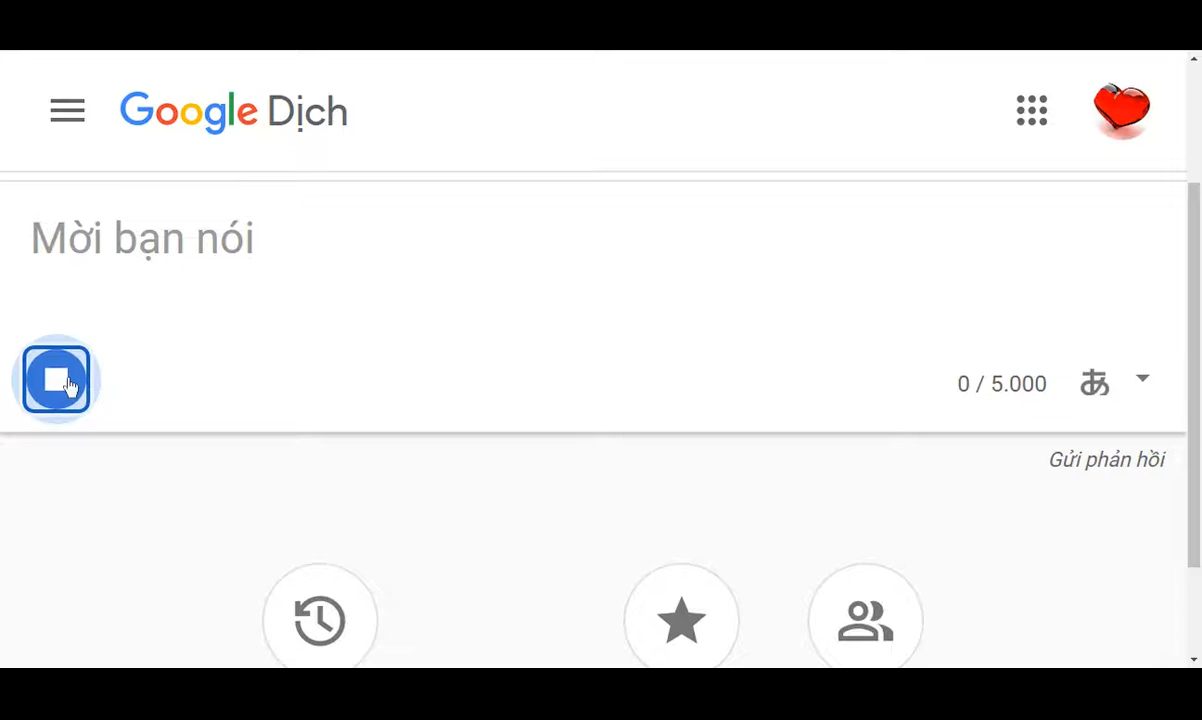 Google Dịch
Mời bạn nói
0 / 5.000 あ
Gửi phản hồi